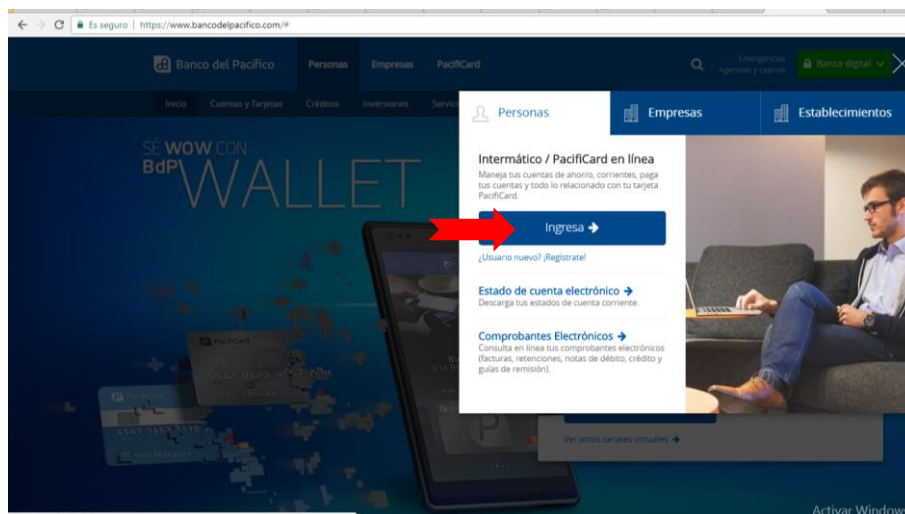 Es seguro | https://www.bancodelpacifico.com/#
Banco del Pacífico
Personas
Empresas
PacifiCard
Emergencias
Agencias y cajeros
Banca digital
Inicio
Cuentas y Tarjetas
Créditos
Inversiones
SÉ WOW CON
BdP\WALLET
Personas
Empresas
Establecimientos
Intermático / PacifiCard en línea
Maneja tus cuentas de ahorro, corrientes, paga
tus cuentas y todo lo relacionado con tu tarjeta
PacifiCard.
Ingresa
¿Usuario nuevo? ¡Regístrate!
Estado de cuenta electrónico
Descarga tus estados de cuenta corriente.
Comprobantes Electrónicos
Consulta en línea tus comprobantes electrónicos
(facturas, retenciones, notas de débito, crédito y
guías de remisión).
PacifiCard
Ver otros canales virtuales
Activar Windows